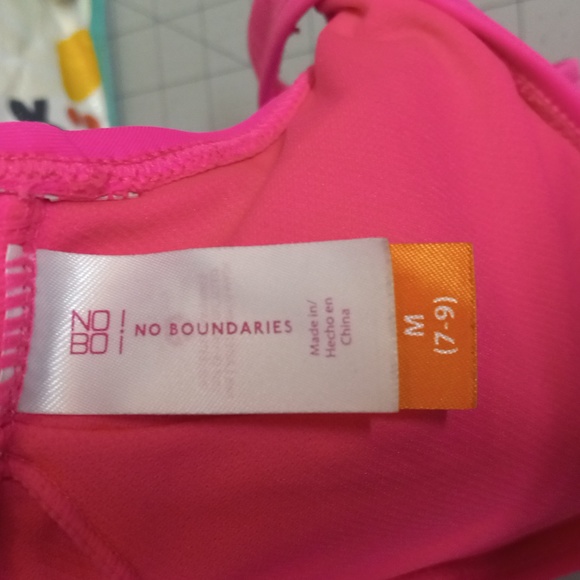 NO
BO
NO BOUNDARIES
Made in/
Hecho en
China
M
(7-9)